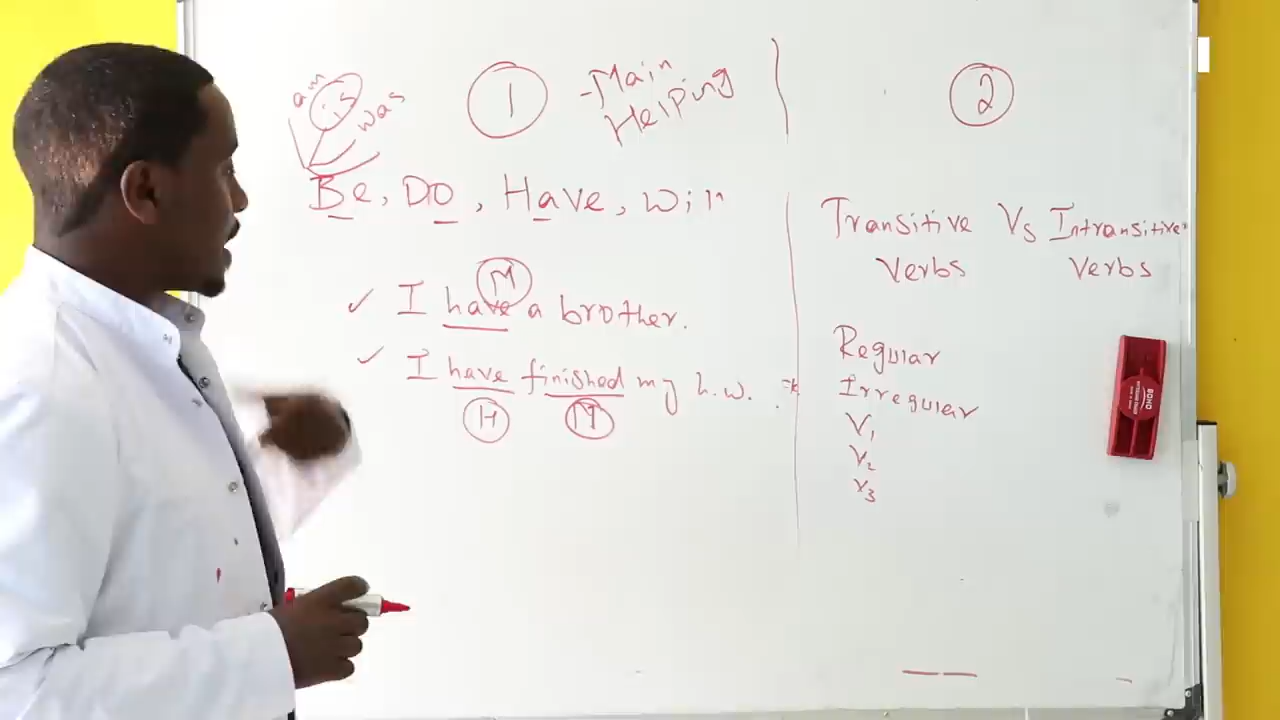 am
is
was
1
-Main
Helping
Be, Do, Have, Will
M
✓ I have a brother.
✓ I have finished my h.w.
H
M
2
Transitive Vs Intransitive
Verbs Verbs
Regular
Irregular
V1
V2
V3